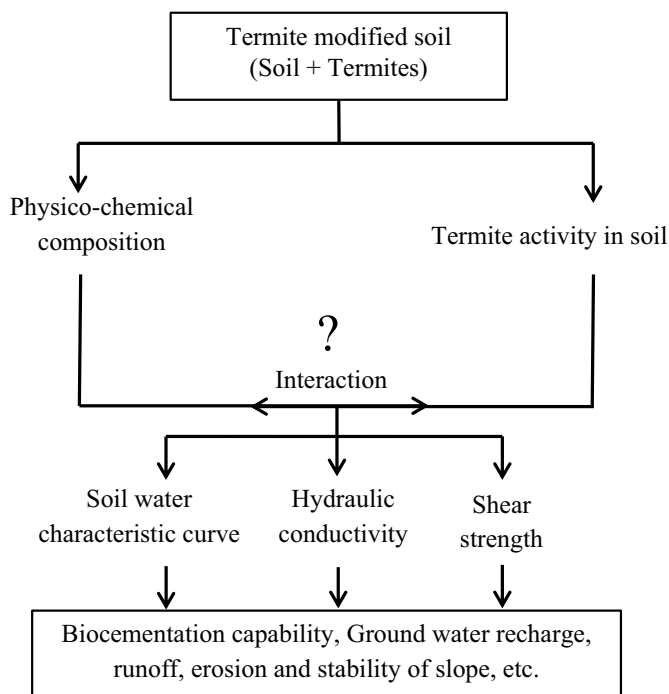 Termite modified soil
(Soil + Termites)
Physico-chemical
composition
Termite activity in soil
?
Interaction
Soil water
characteristic curve
Hydraulic
conductivity
Shear
strength
Biocementation capability, Ground water recharge,
runoff, erosion and stability of slope, etc.